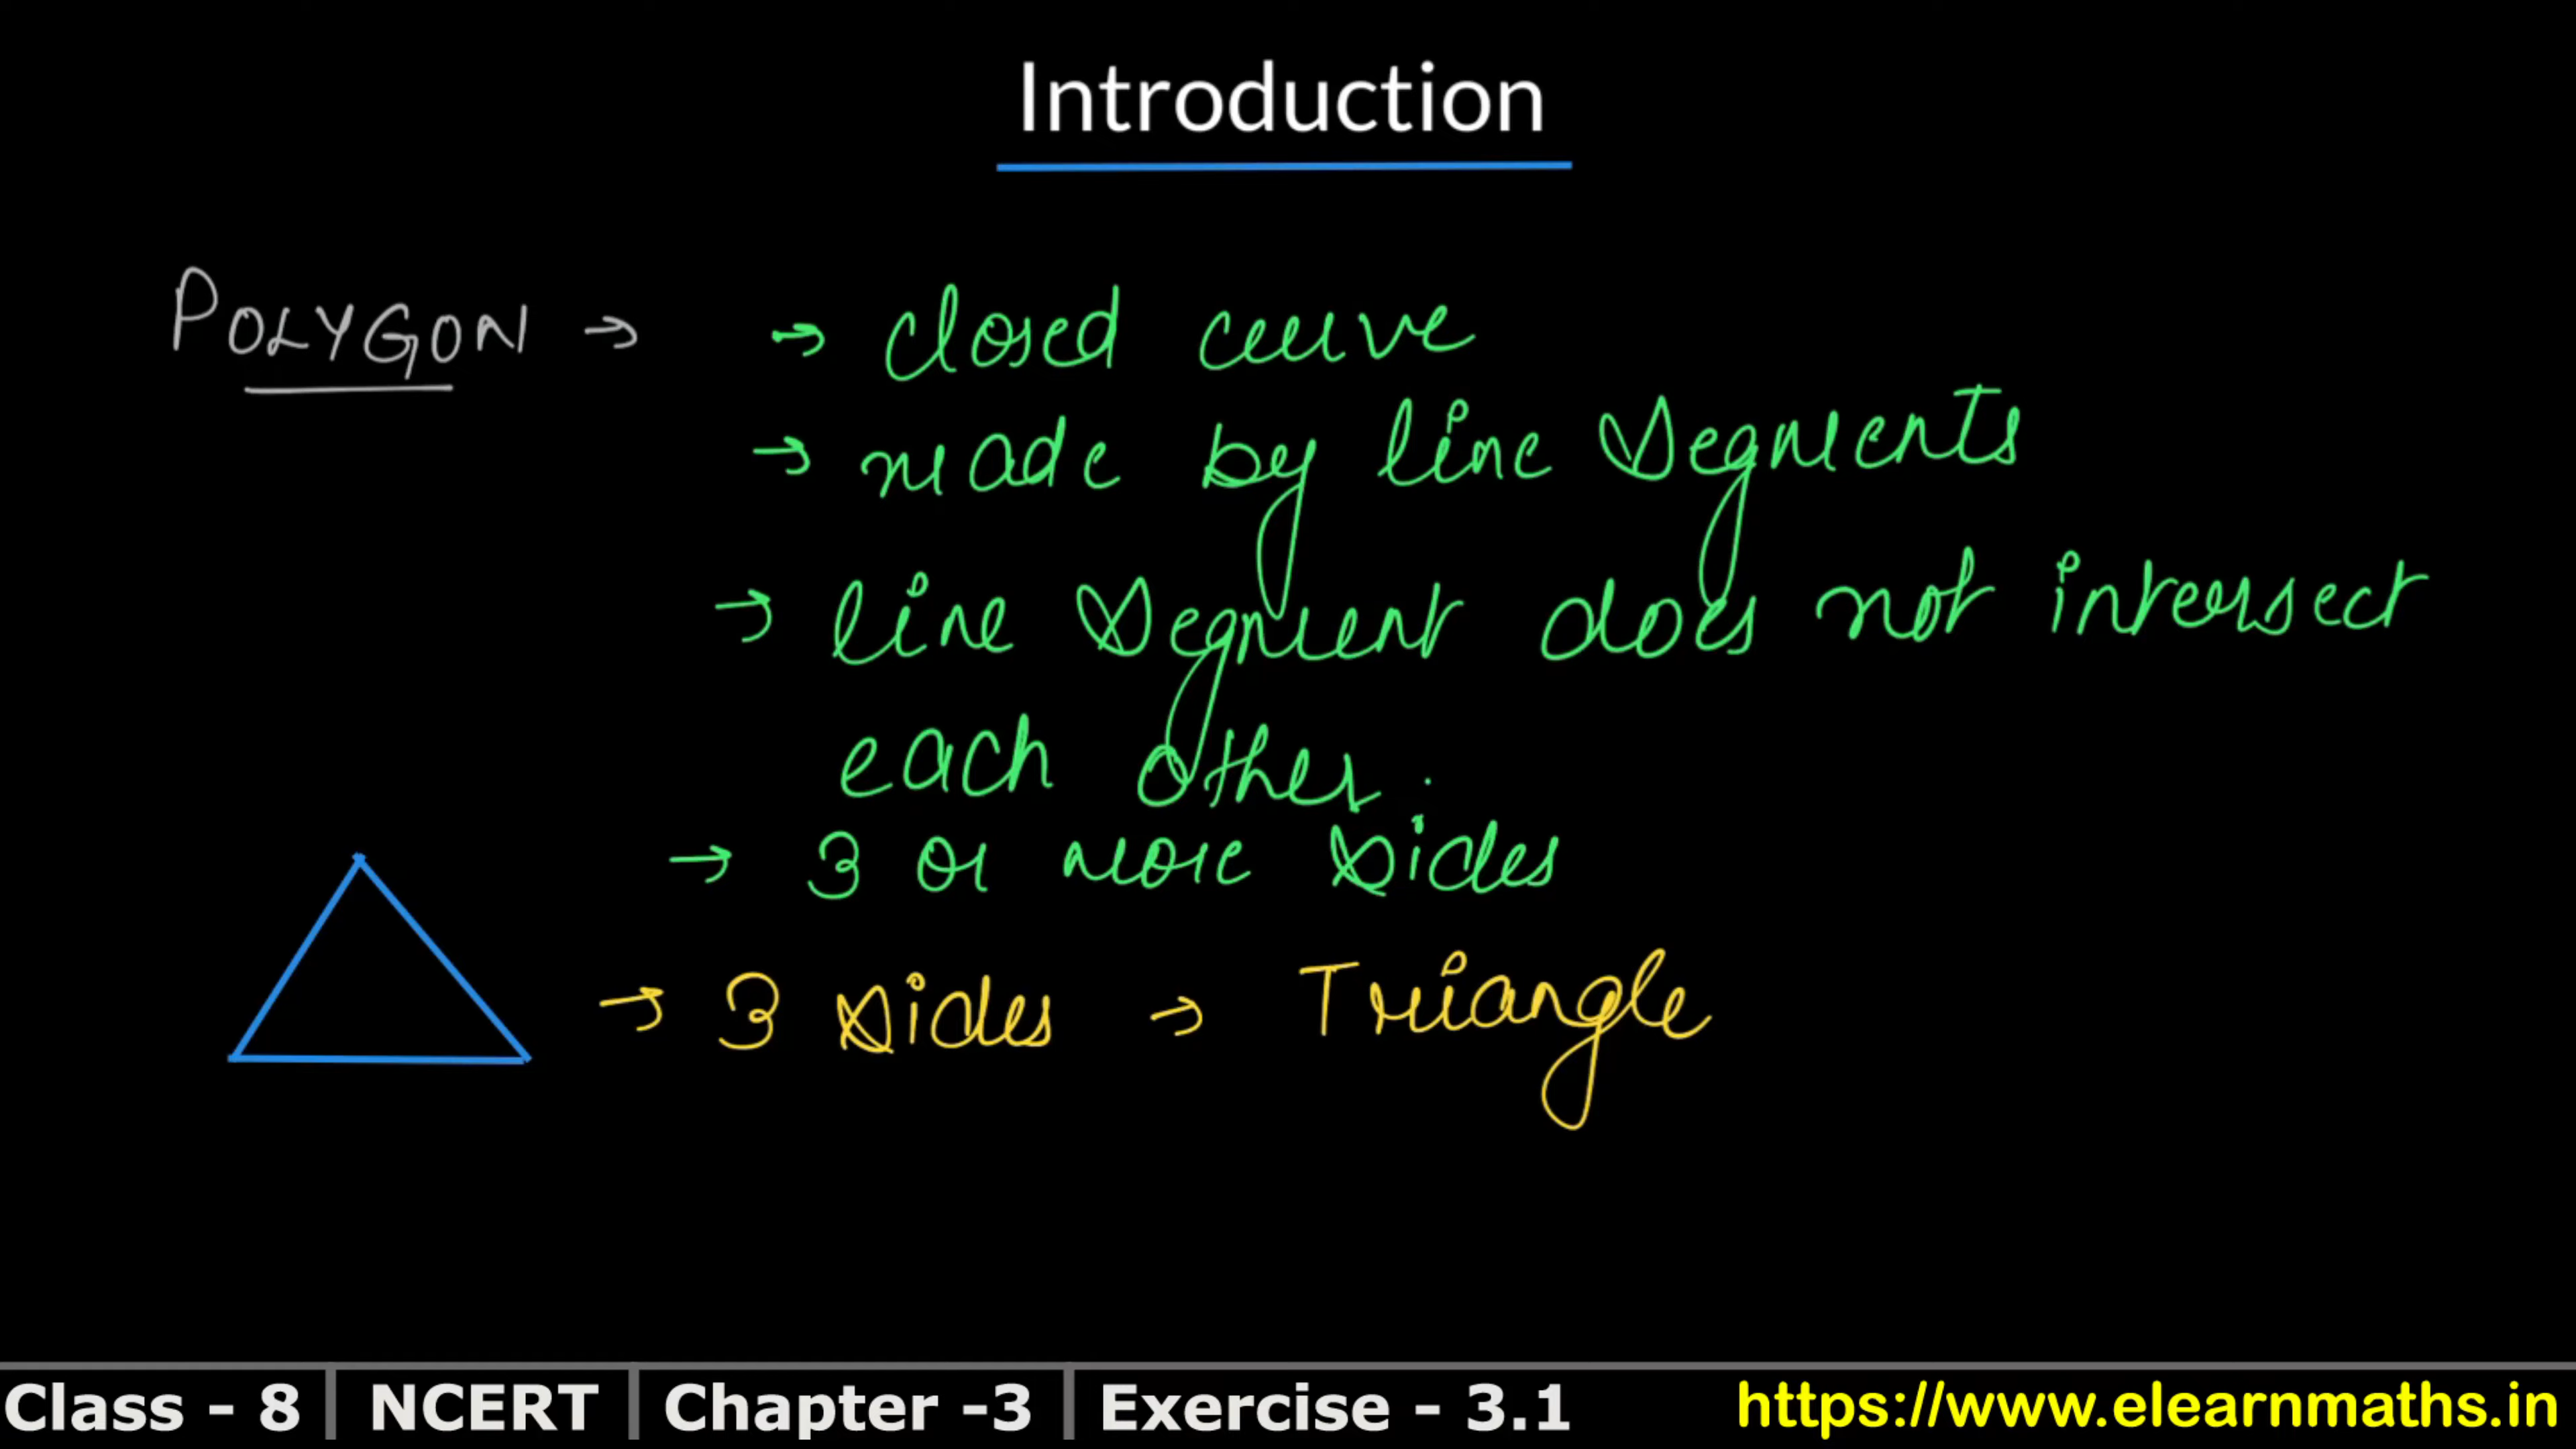 Introduction
POLYGON → → closed curve
→ made by line segments
→ line segment does not intersect
each other.
→ 3 or more sides
→ 3 sides → Triangle
Class - 8 | NCERT | Chapter -3 | Exercise - 3.1 https://www.elearnmaths.in